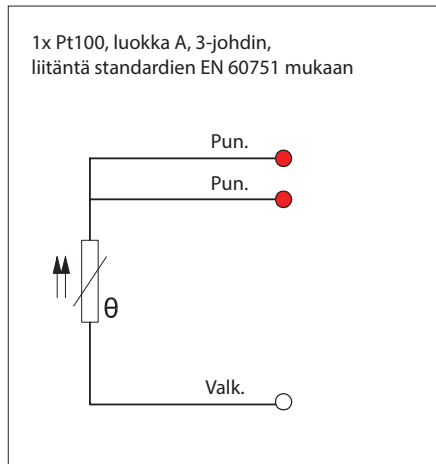 1x Pt100, luokka A, 3-johdin,
liitäntä standardien EN 60751 mukaan
Pun.
Pun.
θ
Valk.